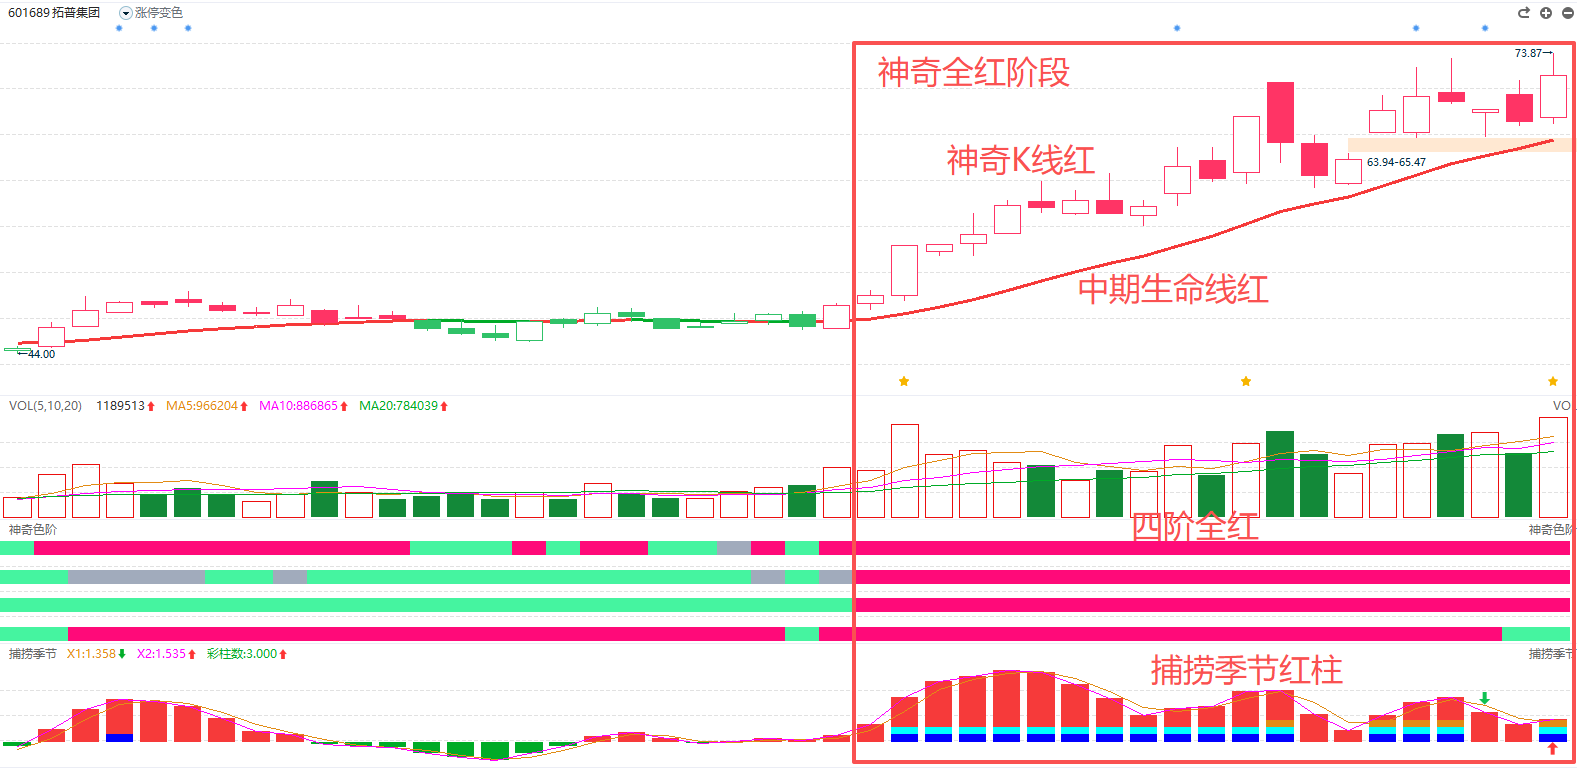 601689 拓普集团 涨停变色
73.87→
神奇全红阶段
神奇K线红
63.94-65.47
中期生命线红
←44.00
VOL(5,10,20) 1189513 MA5:966204 MA10:886865 MA20:784039
VO
四阶全红
神奇色阶
神奇色阶
捕捞季节 X1:1.358 X2:1.535 彩柱数:3.000
捕捞季节
捕捞季节红柱